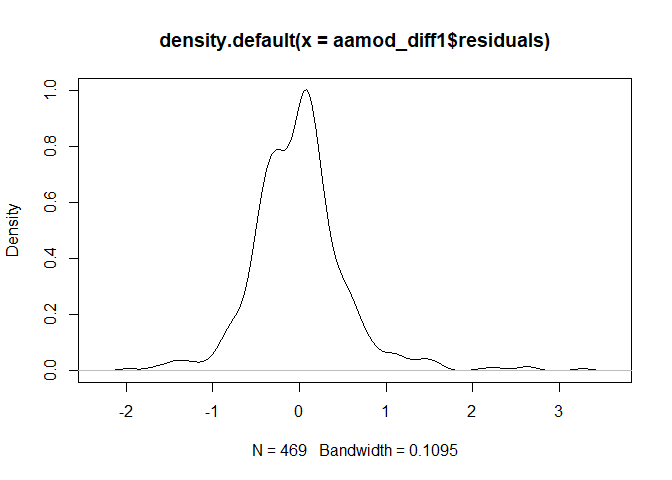 density.default(x = aamod_diff1$residuals)
Density
1.0
0.8
0.6
0.4
0.2
0.0
-2 -1 0 1 2 3
N = 469 Bandwidth = 0.1095